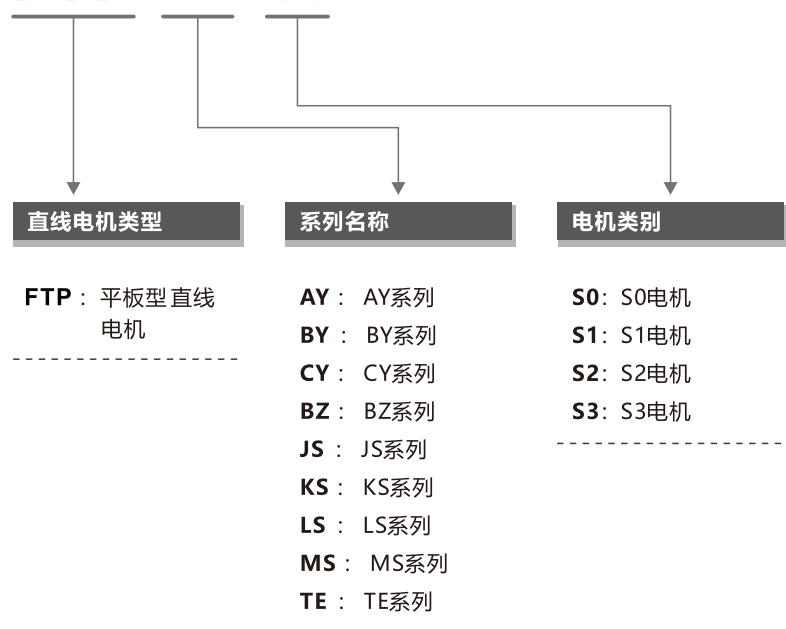 直线电机类型
FTP： 平板型直线
电机
系列名称
AY： AY系列
BY： BY系列
CY： CY系列
BZ： BZ系列
JS： JS系列
KS： KS系列
LS： LS系列
MS： MS系列
TE： TE系列
电机类别
S0：S0电机
S1：S1电机
S2：S2电机
S3：S3电机